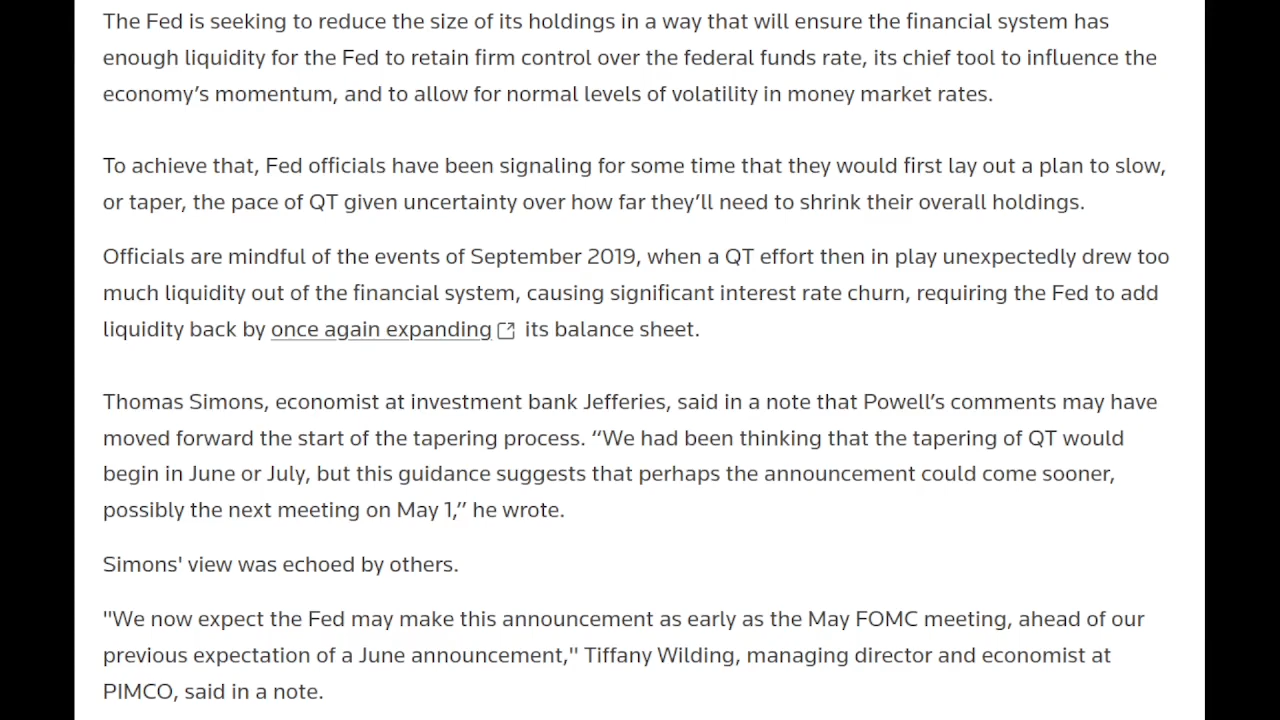 The Fed is seeking to reduce the size of its holdings in a way that will ensure the financial system has
enough liquidity for the Fed to retain firm control over the federal funds rate, its chief tool to influence the
economy’s momentum, and to allow for normal levels of volatility in money market rates.
To achieve that, Fed officials have been signaling for some time that they would first lay out a plan to slow,
or taper, the pace of QT given uncertainty over how far they’ll need to shrink their overall holdings.
Officials are mindful of the events of September 2019, when a QT effort then in play unexpectedly drew too
much liquidity out of the financial system, causing significant interest rate churn, requiring the Fed to add
liquidity back by once again expanding its balance sheet.
Thomas Simons, economist at investment bank Jefferies, said in a note that Powell’s comments may have
moved forward the start of the tapering process. “We had been thinking that the tapering of QT would
begin in June or July, but this guidance suggests that perhaps the announcement could come sooner,
possibly the next meeting on May 1,” he wrote.
Simons' view was echoed by others.
"We now expect the Fed may make this announcement as early as the May FOMC meeting, ahead of our
previous expectation of a June announcement," Tiffany Wilding, managing director and economist at
PIMCO, said in a note.